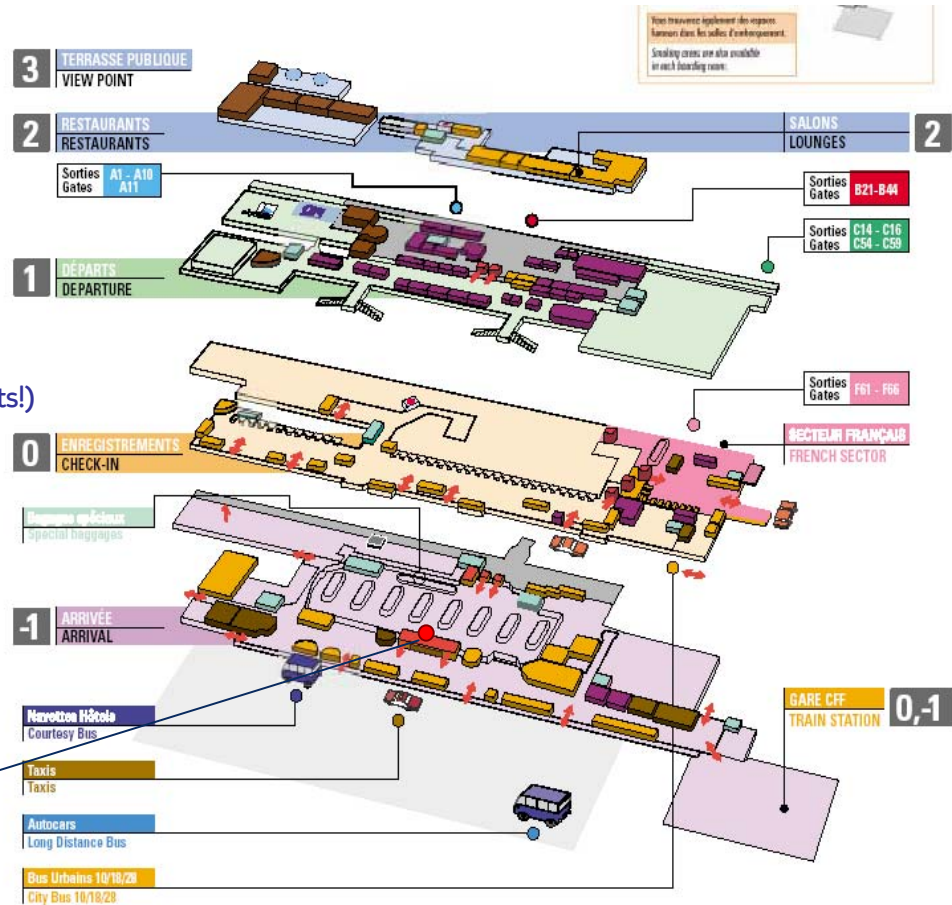 Vous trouverez également des espaces
fumeurs dans les salles d'embarquement.
Smoking areas are also available
in each boarding room.
3
TERRASSE PUBLIQUE
VIEW POINT
2
RESTAURANTS
RESTAURANTS
SALONS
LOUNGES
2
Sorties
Gates
A1 - A10
A11
Sorties
Gates
B21-B44
Sorties
Gates
C14 - C16
C54 - C59
1
DÉPARTS
DEPARTURE
ts!)
Sorties
Gates
F61 - F66
SECTEUR FRANÇAIS
FRENCH SECTOR
0
ENREGISTREMENTS
CHECK-IN
Bagages spéciaux
Special baggages
-1
ARRIVÉE
ARRIVAL
GARE CFF
TRAIN STATION
0,-1
Navettes Hôtels
Courtesy Bus
Taxis
Taxis
Autocars
Long Distance Bus
Bus Urbains 10/18/28
City Bus 10/18/28